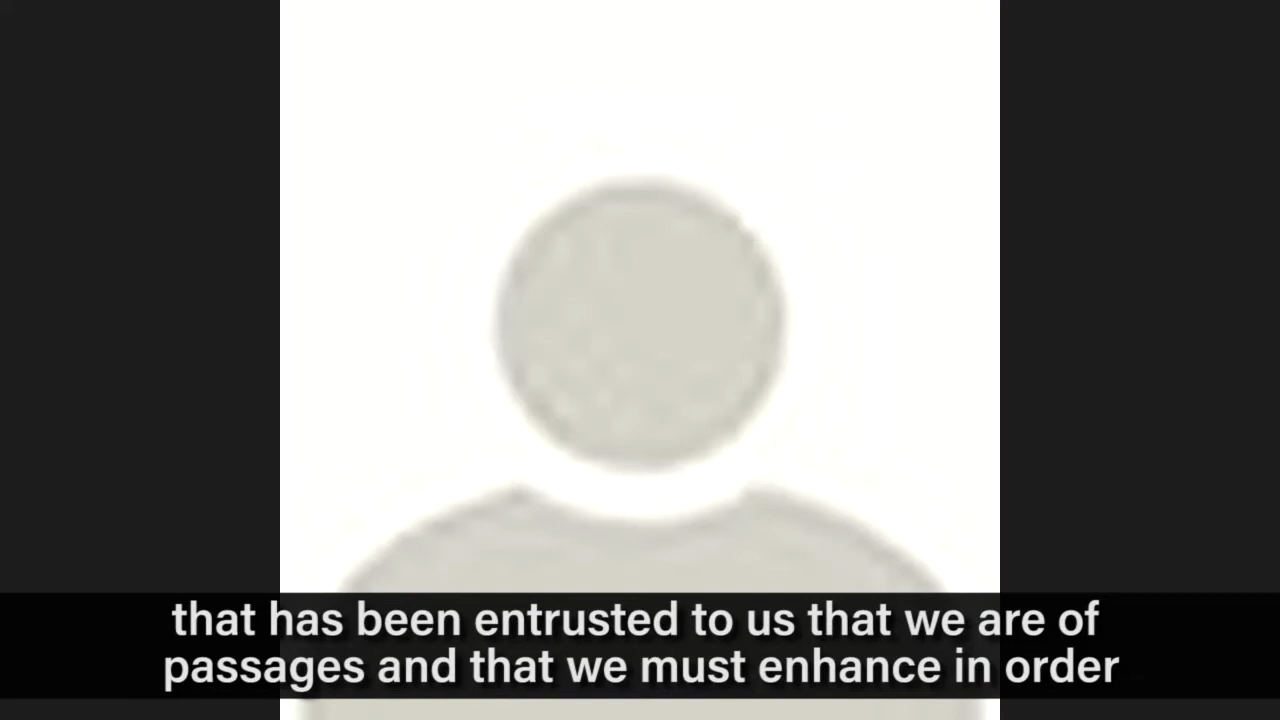 that has been entrusted to us that we are of
passages and that we must enhance in order